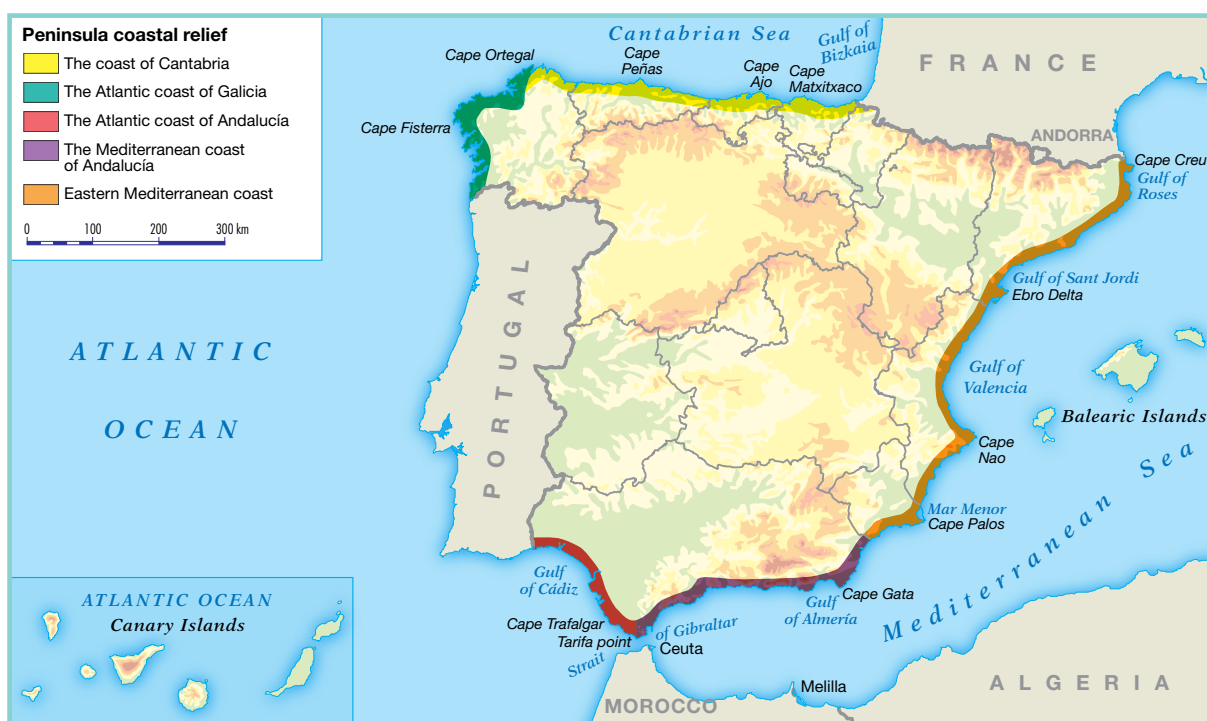 Peninsula coastal relief
The coast of Cantabria
The Atlantic coast of Galicia
The Atlantic coast of Andalucía
The Mediterranean coast
of Andalucía
Eastern Mediterranean coast
0 100 200 300 km
Cantabrian Sea
Gulf of
Bizkaia
FRANCE
ANDORRA
Cape Ortegal
Cape
Peñas
Cape
Ajo
Cape
Matxitxaco
Cape Fisterra
Cape Creu
Gulf of
Roses
Gulf of Sant Jordi
Ebro Delta
ATLANTIC
OCEAN
PORTUGAL
Gulf of
Valencia
Balearic Islands
Cape
Nao
Mar Menor
Cape Palos
Mediterranean Sea
Gulf
of Cádiz
Cape Trafalgar
Tarifa point
Strait of Gibraltar
Ceuta
Gulf
of Almería
Cape Gata
Melilla
MOROCCO
ALGERIA
ATLANTIC OCEAN
Canary Islands